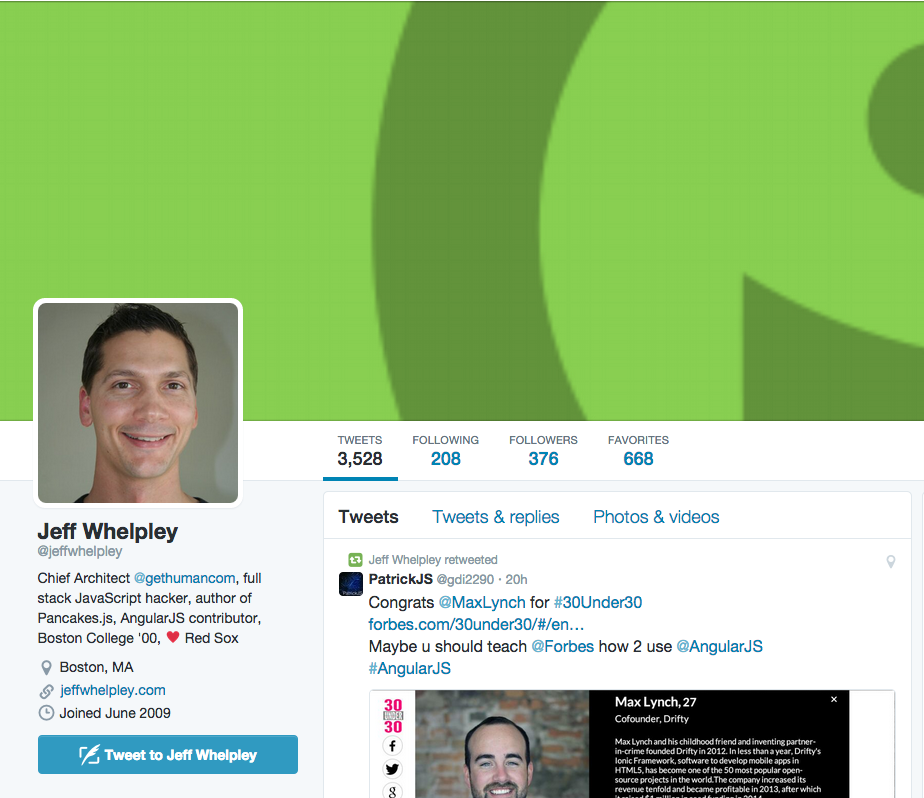 TWEETS FOLLOWING FOLLOWERS FAVORITES
3,528 208 376 668
Jeff Whelpley
@jeffwhelpley
Chief Architect @gethumancom, full
stack JavaScript hacker, author of
Pancakes.js, AngularJS contributor,
Boston College '00, ❤ Red Sox
Boston, MA
jeffwhelpley.com
Joined June 2009
Tweet to Jeff Whelpley
Tweets Tweets & replies Photos & videos
Jeff Whelpley retweeted
PatrickJS @gdi2290 · 20h
Congrats @MaxLynch for #30Under30
forbes.com/30under30/#/en…
Maybe u should teach @Forbes how 2 use @AngularJS
#AngularJS
30
UNDER
30
Max Lynch, 27
Cofounder, Drifty
Max Lynch and his childhood friend and inventing partner-
in-crime founded Drifty in 2012. In less than a year, Drifty's
Ionic Framework, software to develop mobile apps in
HTML5, has become one of the 50 most popular open-
source projects in the world.The company increased its
revenue tenfold and became profitable in 2013, after which